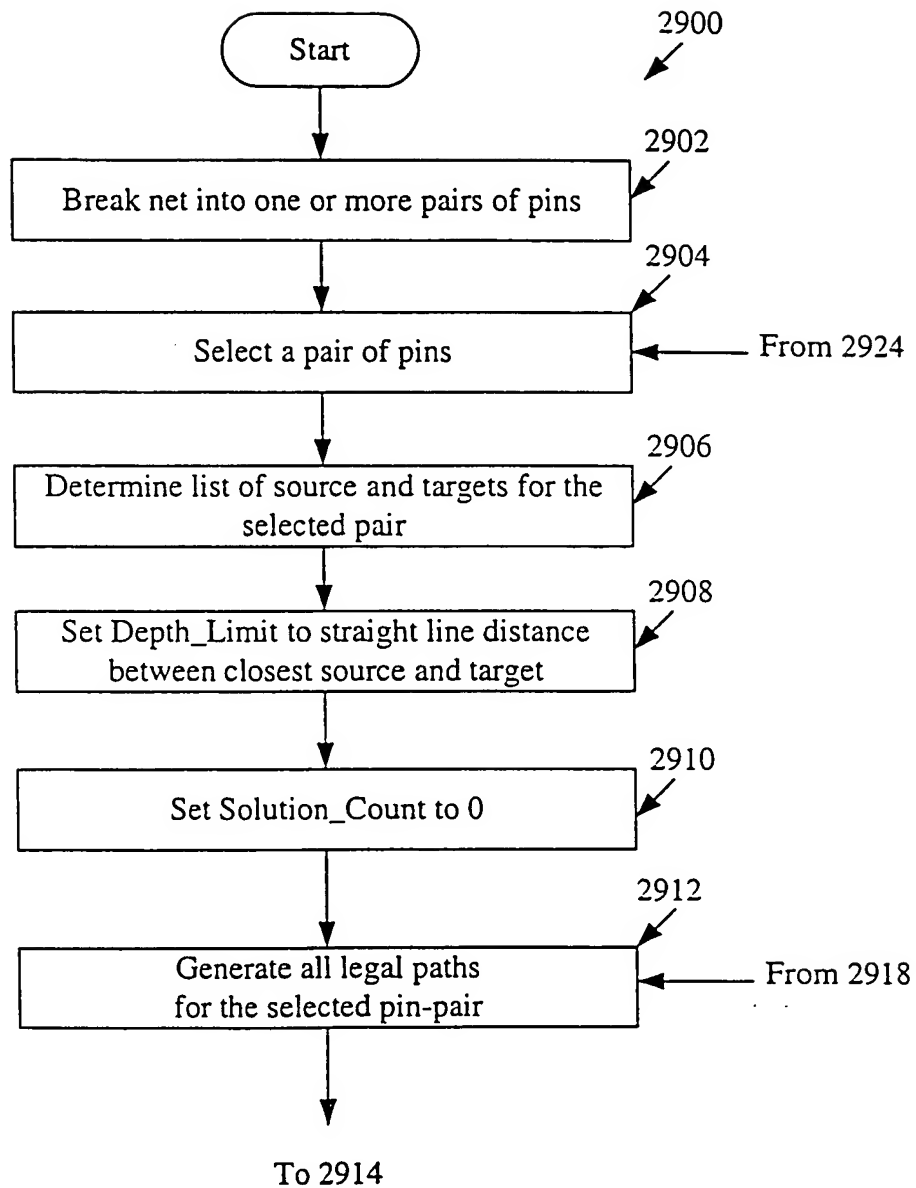 Start
2900
2902
Break net into one or more pairs of pins
2904
Select a pair of pins
From 2924
2906
Determine list of source and targets for the
selected pair
2908
Set Depth_Limit to straight line distance
between closest source and target
2910
Set Solution_Count to 0
2912
Generate all legal paths
for the selected pin-pair
From 2918
To 2914